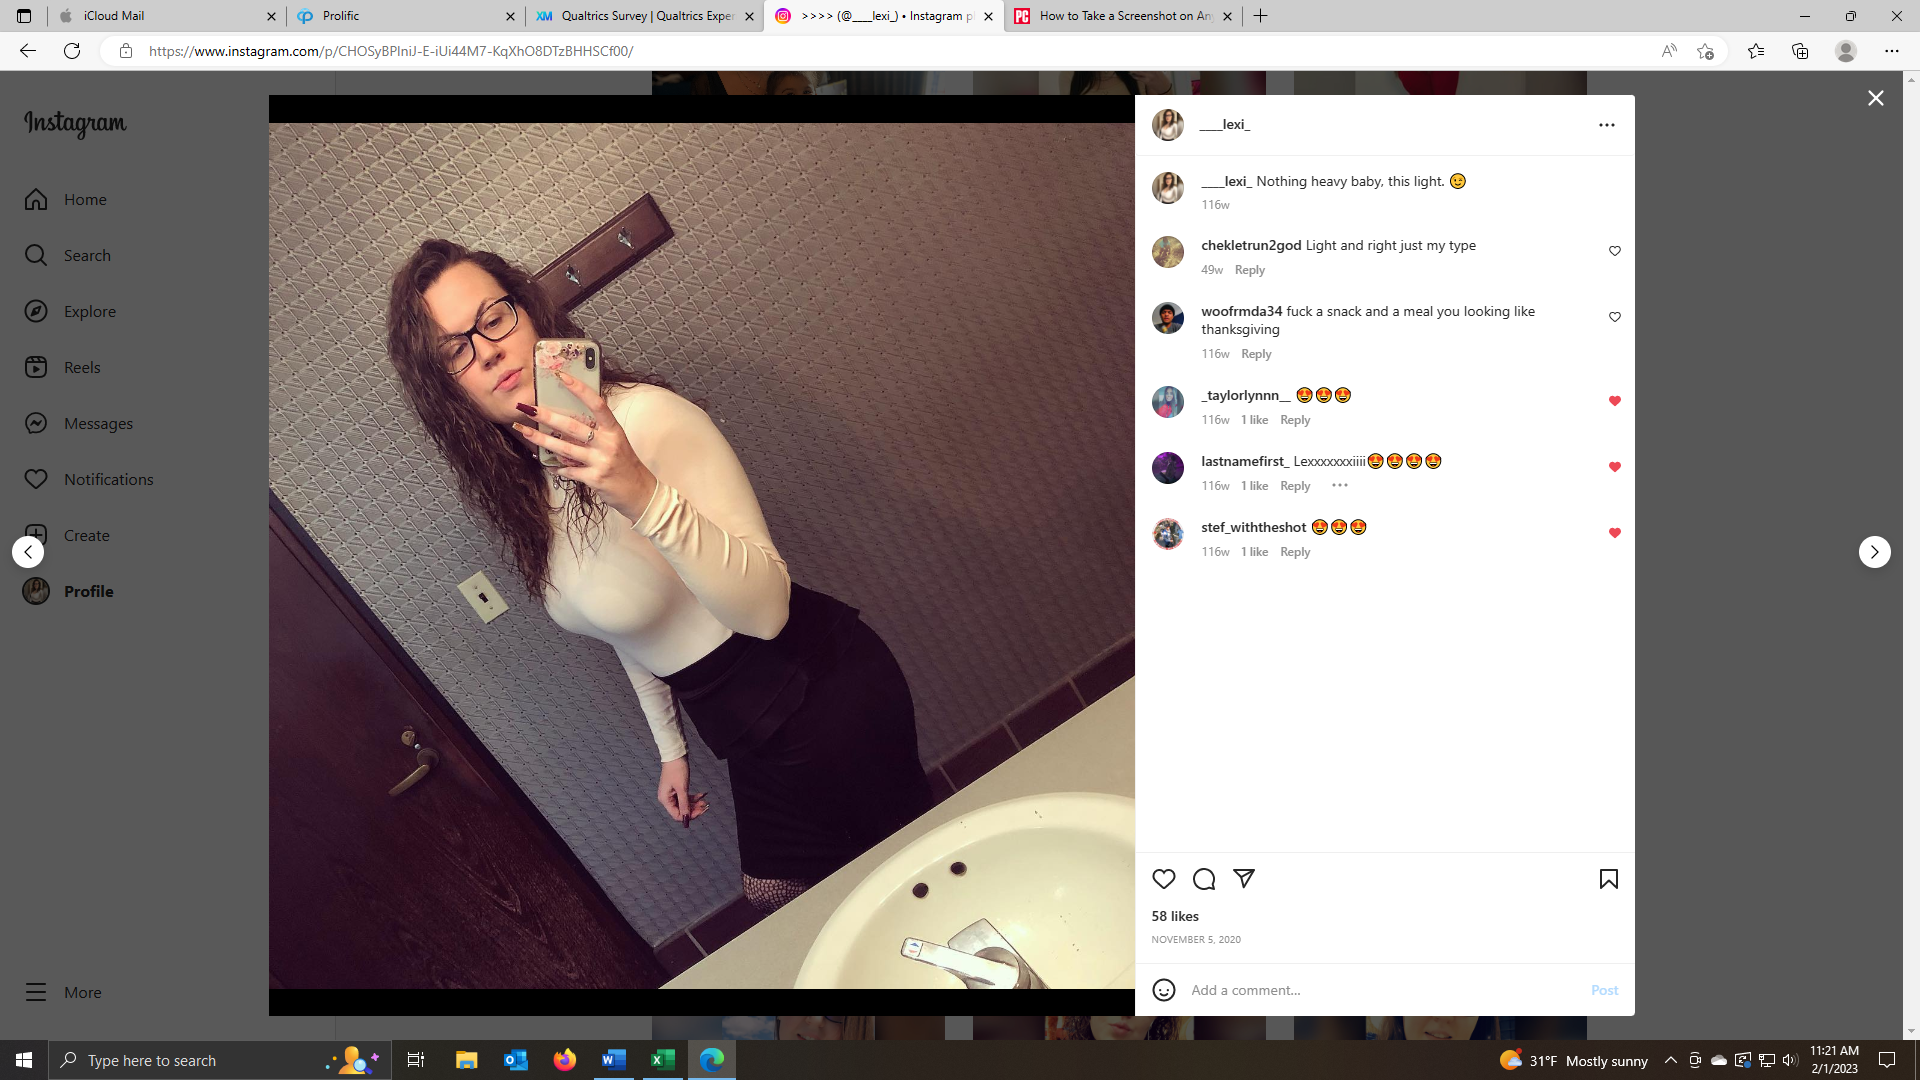 iCloud Mail
Prolific
Qualtrics Survey | Qualtrics Exper
>>>> (@____lexi_) • Instagram p
How to Take a Screenshot on An
https://www.instagram.com/p/CHOSyBPlniJ-E-iUi44M7-KqXhO8DTzBHHSCf00/
Instagram
Home
Search
Explore
Reels
Messages
Notifications
Create
Profile
More
____lexi_
____lexi_ Nothing heavy baby, this light. 😉
116w
chekletrun2god Light and right just my type
49w Reply
woofrmda34 fuck a snack and a meal you looking like
thanksgiving
116w Reply
_taylorlynnn__ 😍😍😍
116w 1 like Reply
lastnamefirst_ Lexxxxxxxiiii😍😍😍😍
116w 1 like Reply
stef_withtheshot 😍😍😍
116w 1 like Reply
58 likes
NOVEMBER 5, 2020
Add a comment...
Post
Type here to search
31°F Mostly sunny
11:21 AM
2/1/2023